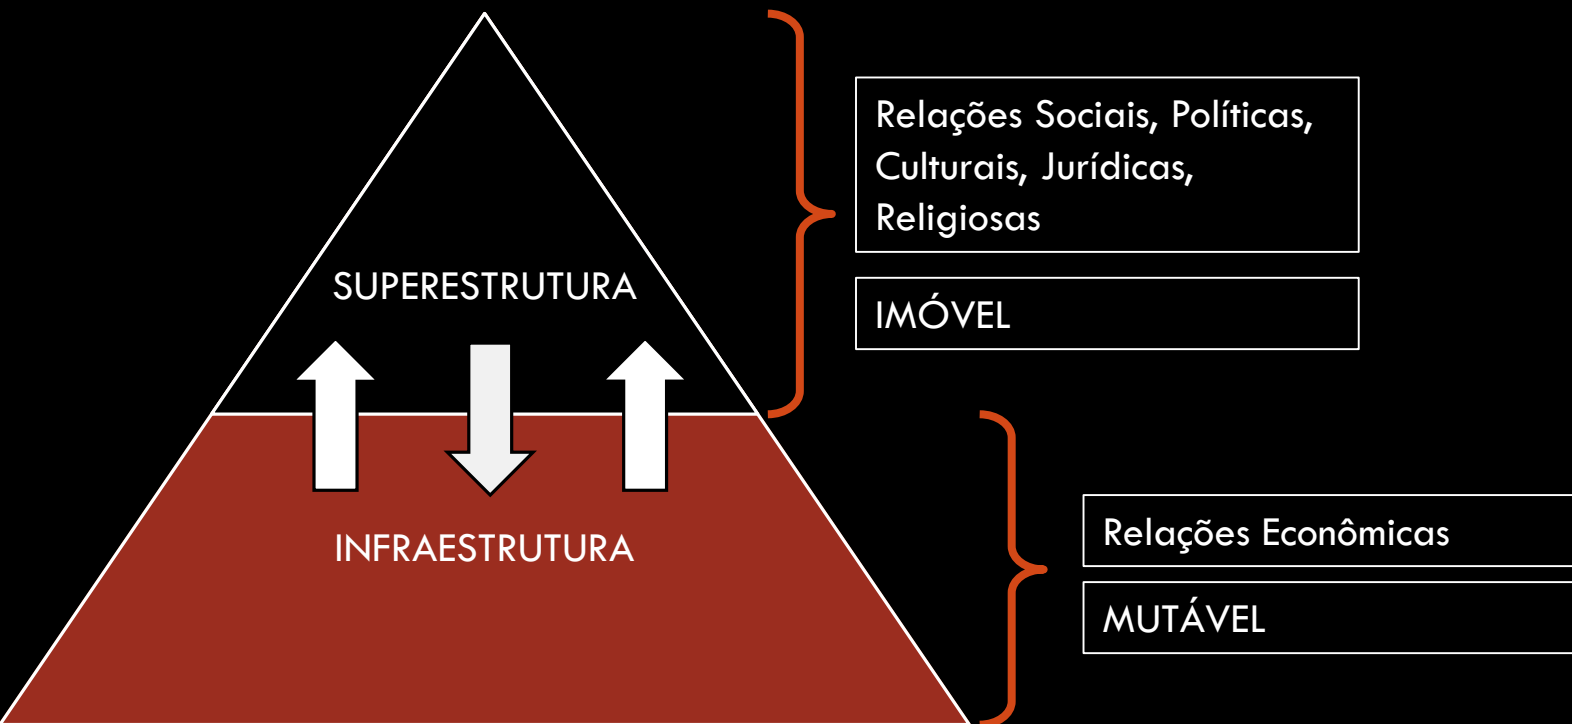 Relações Sociais, Políticas,
Culturais, Jurídicas,
Religiosas
SUPERESTRUTURA
IMÓVEL
INFRAESTRUTURA
Relações Econômicas
MUTÁVEL